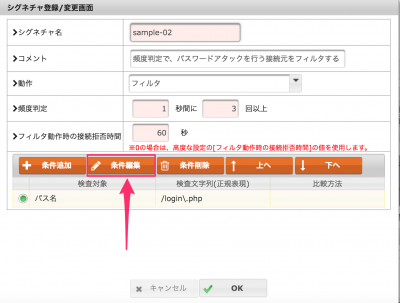 シグネチャ登録/変更画面
シグネチャ名 sample-02
コメント 頻度判定で、パスワードアタックを行う接続元をフィルタする
動作 フィルタ
頻度判定 1 秒間に 3 回以上
フィルタ動作時の接続拒否時間 60 秒
※0の場合は、高度な設定の[フィルタ動作時の接続拒否時間]の値を使用します。
条件追加 条件編集 条件削除 上へ 下へ
検査対象 検査文字列(正規表現) 比較方法
パス名 /login\.php
キャンセル OK